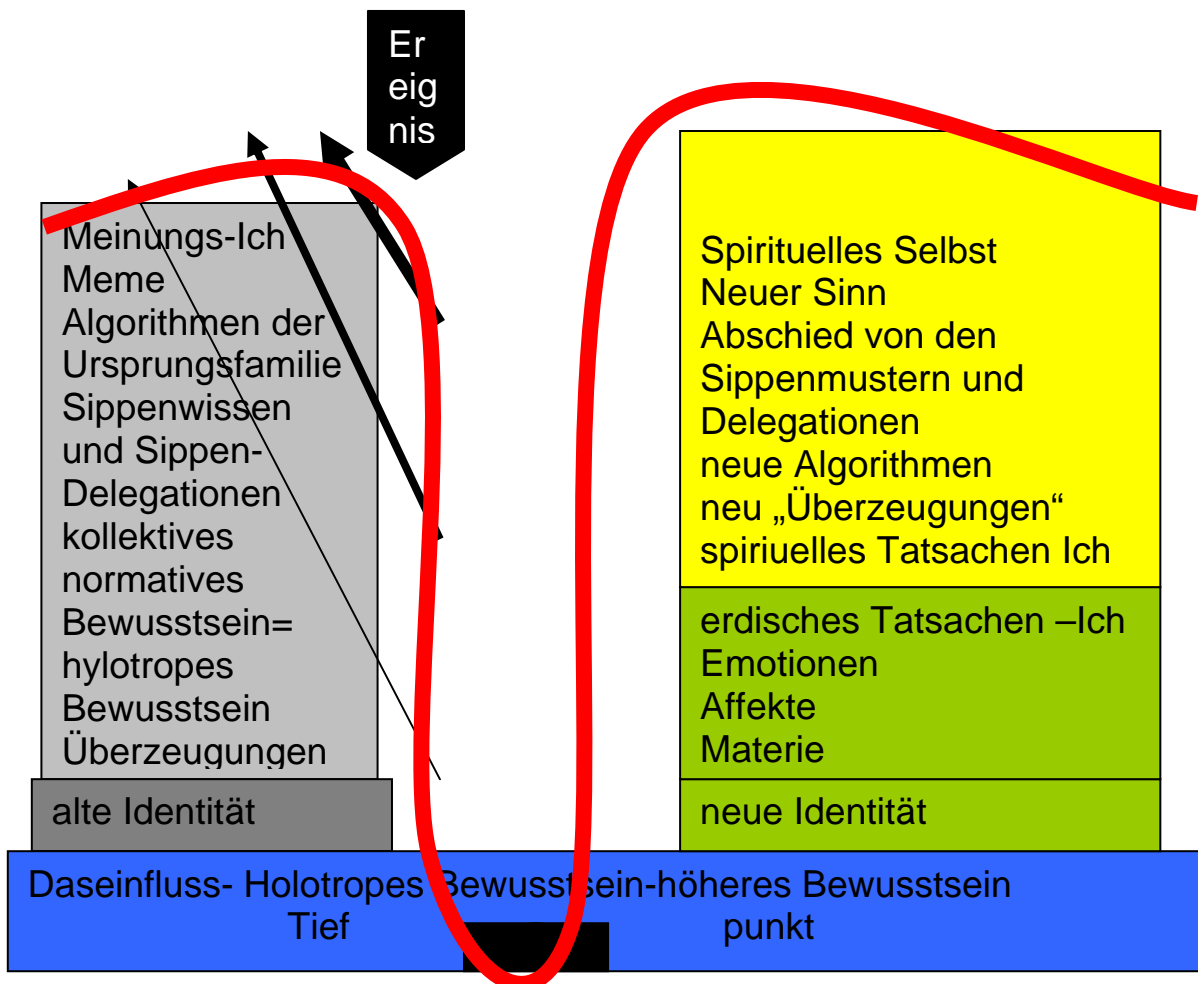 Er
eig
nis
Meinungs-Ich
Meme
Algorithmen der
Ursprungsfamilie
Sippenwissen
und Sippen-
Delegationen
kollektives
normatives
Bewusstsein=
hylotropes
Bewusstsein
Überzeugungen
alte Identität
Spirituelles Selbst
Neuer Sinn
Abschied von den
Sippenmustern und
Delegationen
neue Algorithmen
neu „Überzeugungen“
spiriuelles Tatsachen Ich
erdisches Tatsachen –Ich
Emotionen
Affekte
Materie
neue Identität
Daseinfluss- Holotropes Bewusstsein-höheres Bewusstsein
Tief punkt